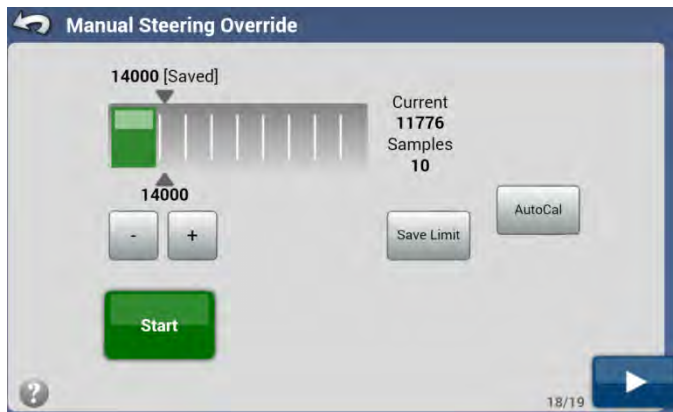 Manual Steering Override
14000 [Saved]
Current
11776
Samples
10
14000
- +
Save Limit
AutoCal
Start
?
18/19